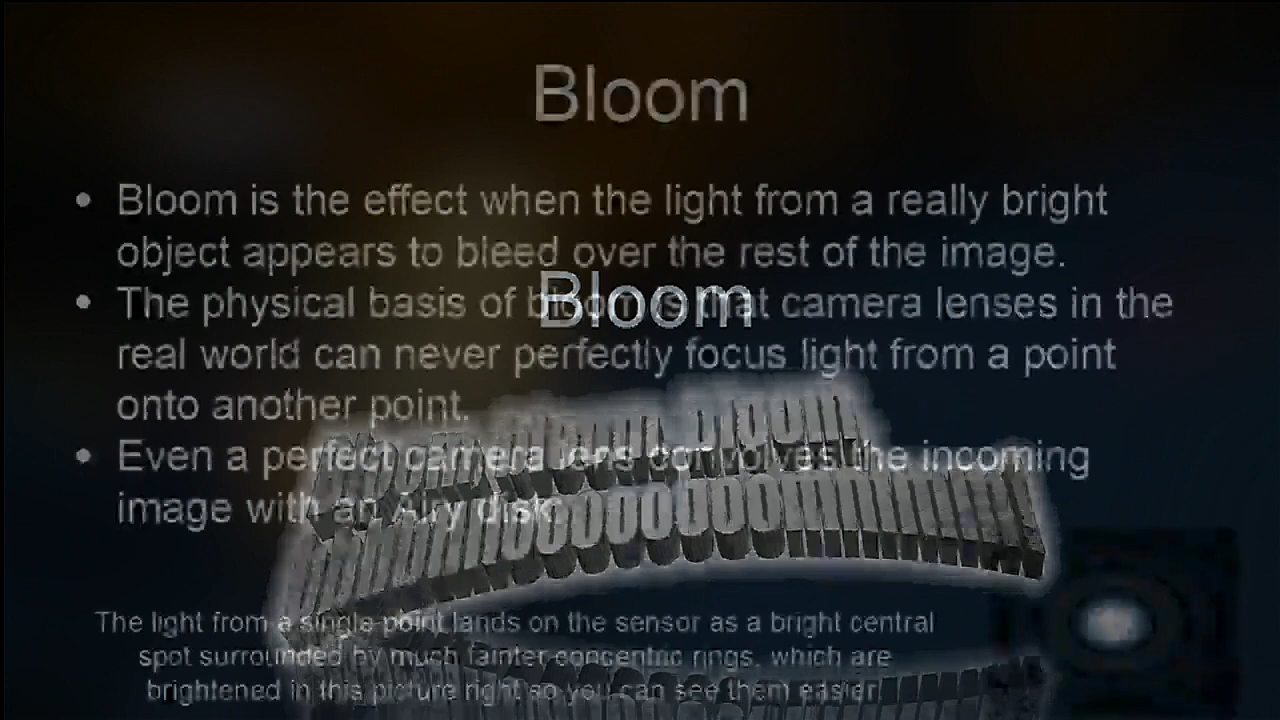 Bloom
• Bloom is the effect when the light from a really bright
object appears to bleed over the rest of the image.
Bloom
• The physical basis of bloom is that camera lenses in the
real world can never perfectly focus light from a point
onto another point.
bloom, bloom, bloom
• Even a perfect camera lens convolves the incoming
image with an Airy disk.
The light from a single point lands on the sensor as a bright central
spot surrounded by much fainter concentric rings, which are
brightened in this picture right so you can see them easier.